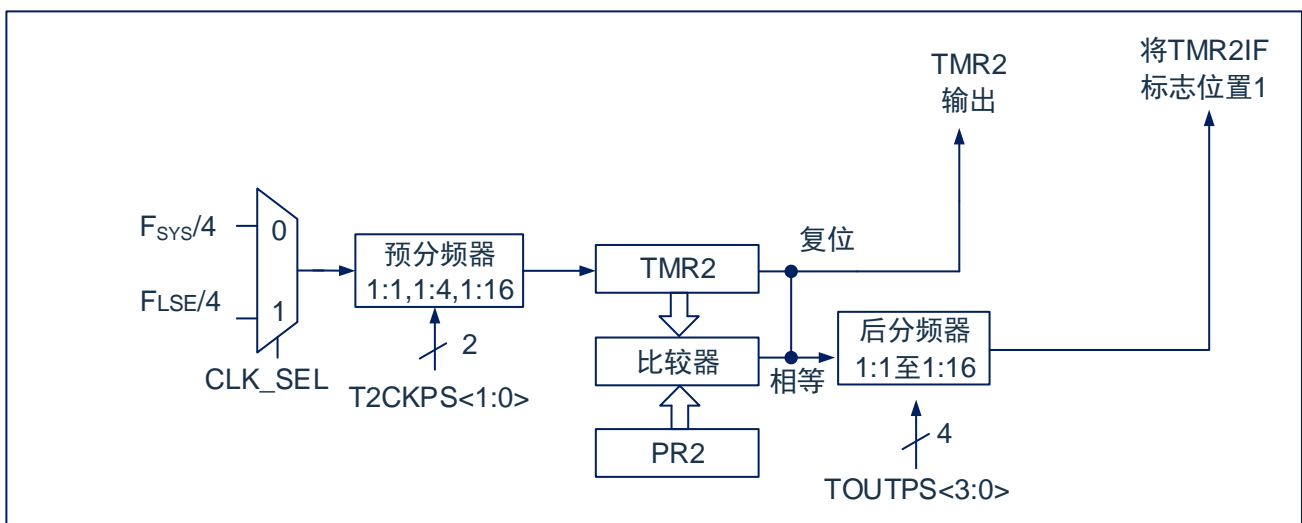 TMR2
输出
将TMR2IF
标志位置1
FSYS/4
0
预分频器
1:1,1:4,1:16
TMR2
复位
FLSE/4
1
2
比较器
相等
后分频器
1:1至1:16
CLK_SEL
T2CKPS<1:0>
PR2
4
TOUTPS<3:0>